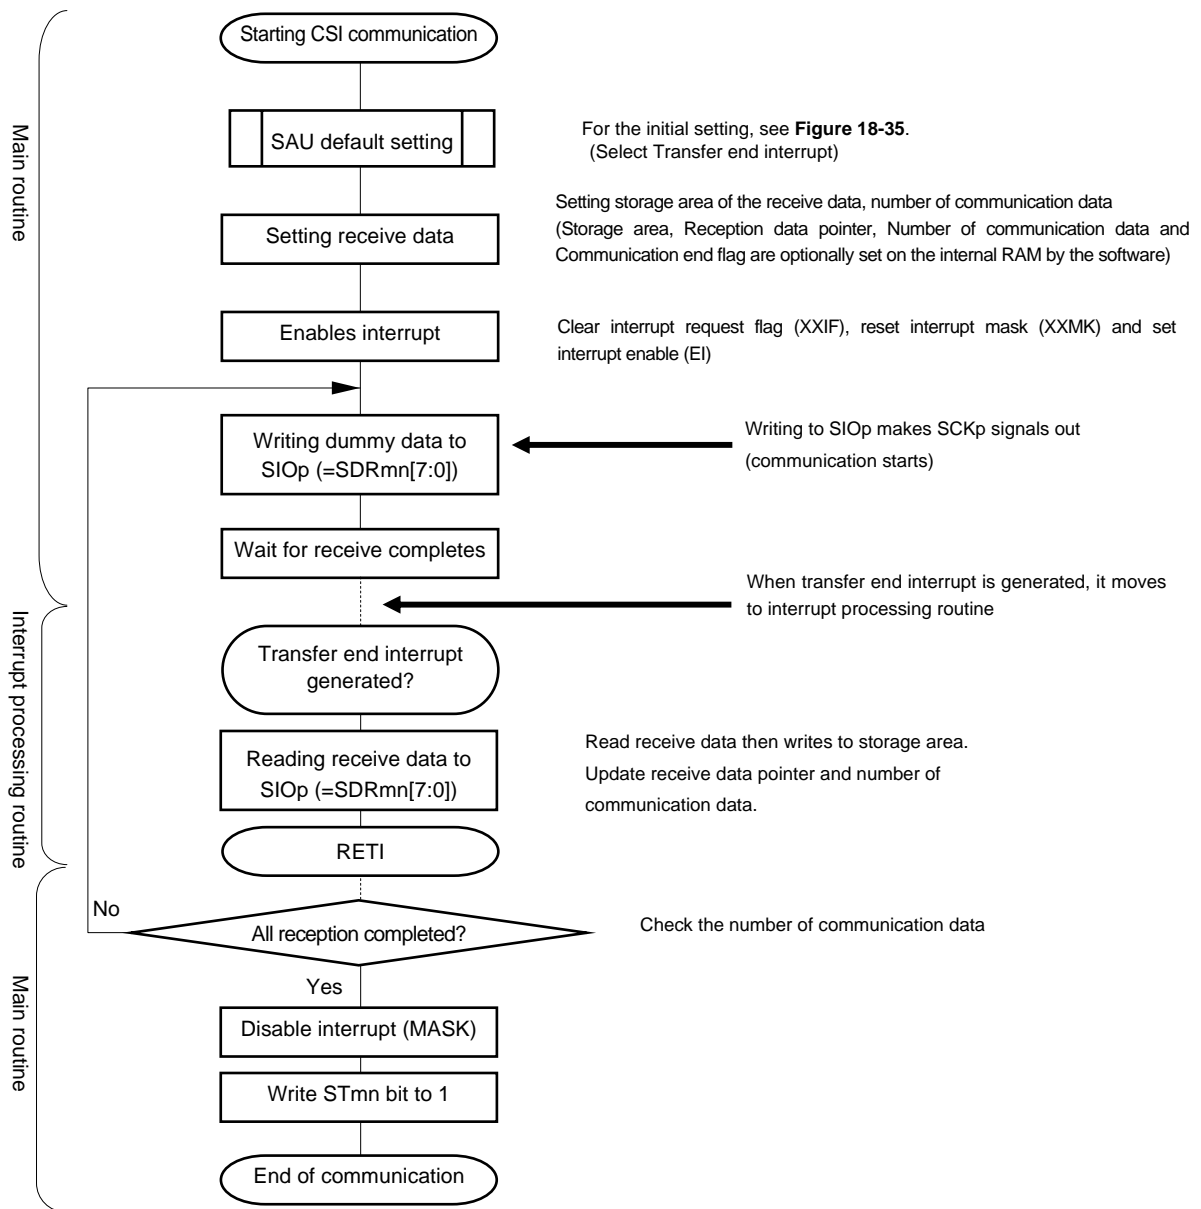 Starting CSI communication
Main routine
SAU default setting
For the initial setting, see Figure 18-35.
(Select Transfer end interrupt)
Setting receive data
Setting storage area of the receive data, number of communication data
(Storage area, Reception data pointer, Number of communication data and
Communication end flag are optionally set on the internal RAM by the software)
Enables interrupt
Clear interrupt request flag (XXIF), reset interrupt mask (XXMK) and set
interrupt enable (EI)
Writing dummy data to
SIOp (=SDRmn[7:0])
Writing to SIOp makes SCKp signals out
(communication starts)
Wait for receive completes
When transfer end interrupt is generated, it moves
to interrupt processing routine
Interrupt processing routine
Transfer end interrupt
generated?
Reading receive data to
SIOp (=SDRmn[7:0])
Read receive data then writes to storage area.
Update receive data pointer and number of
communication data.
RETI
No
All reception completed?
Check the number of communication data
Main routine
Yes
Disable interrupt (MASK)
Write STmn bit to 1
End of communication